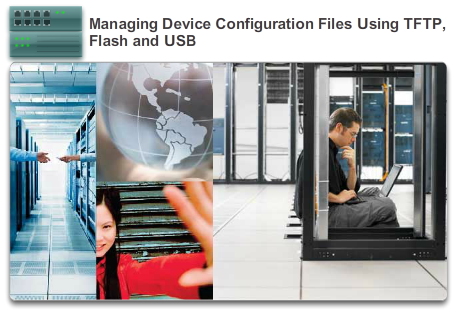 Managing Device Configuration Files Using TFTP,
Flash and USB